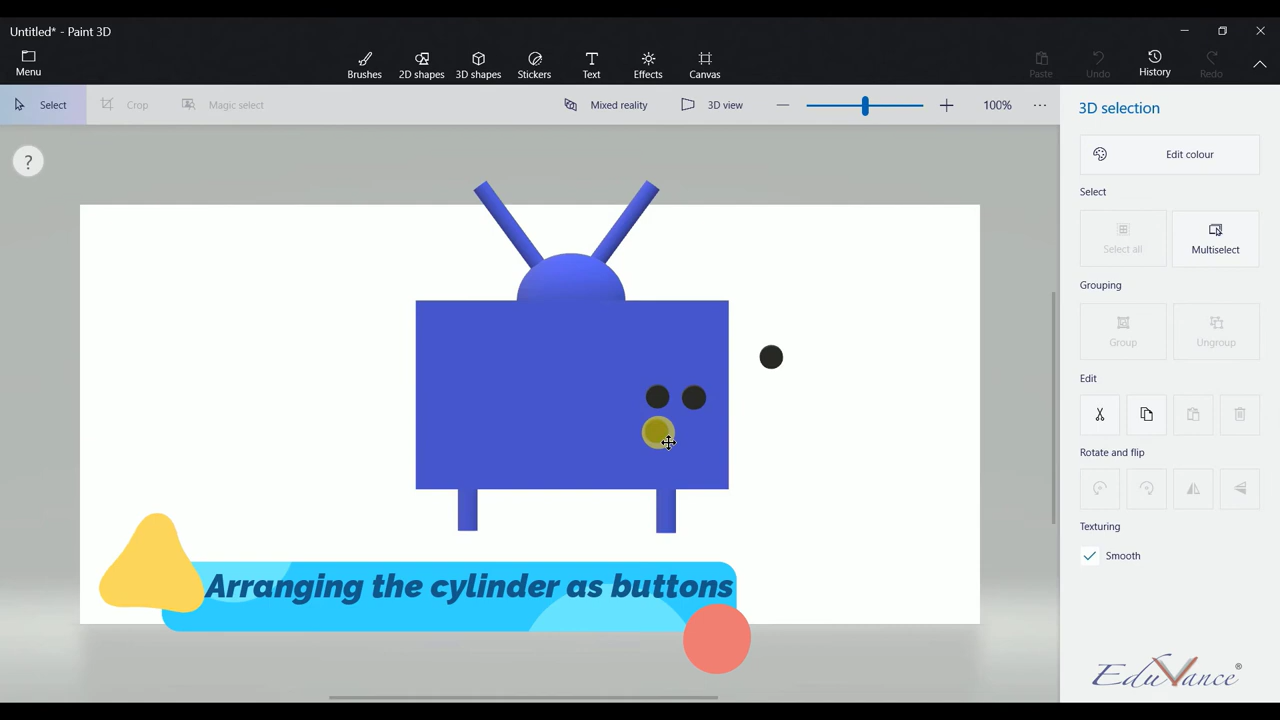 Untitled* - Paint 3D
Menu
Brushes
2D shapes
3D shapes
Stickers
Text
Effects
Canvas
Paste
Undo
History
Redo
Select
Crop
Magic select
Mixed reality
3D view
100%
3D selection
?
Edit colour
Select
Select all
Multiselect
Grouping
Group
Ungroup
Edit
Rotate and flip
Texturing
Smooth
Arranging the cylinder as buttons
EduVance®